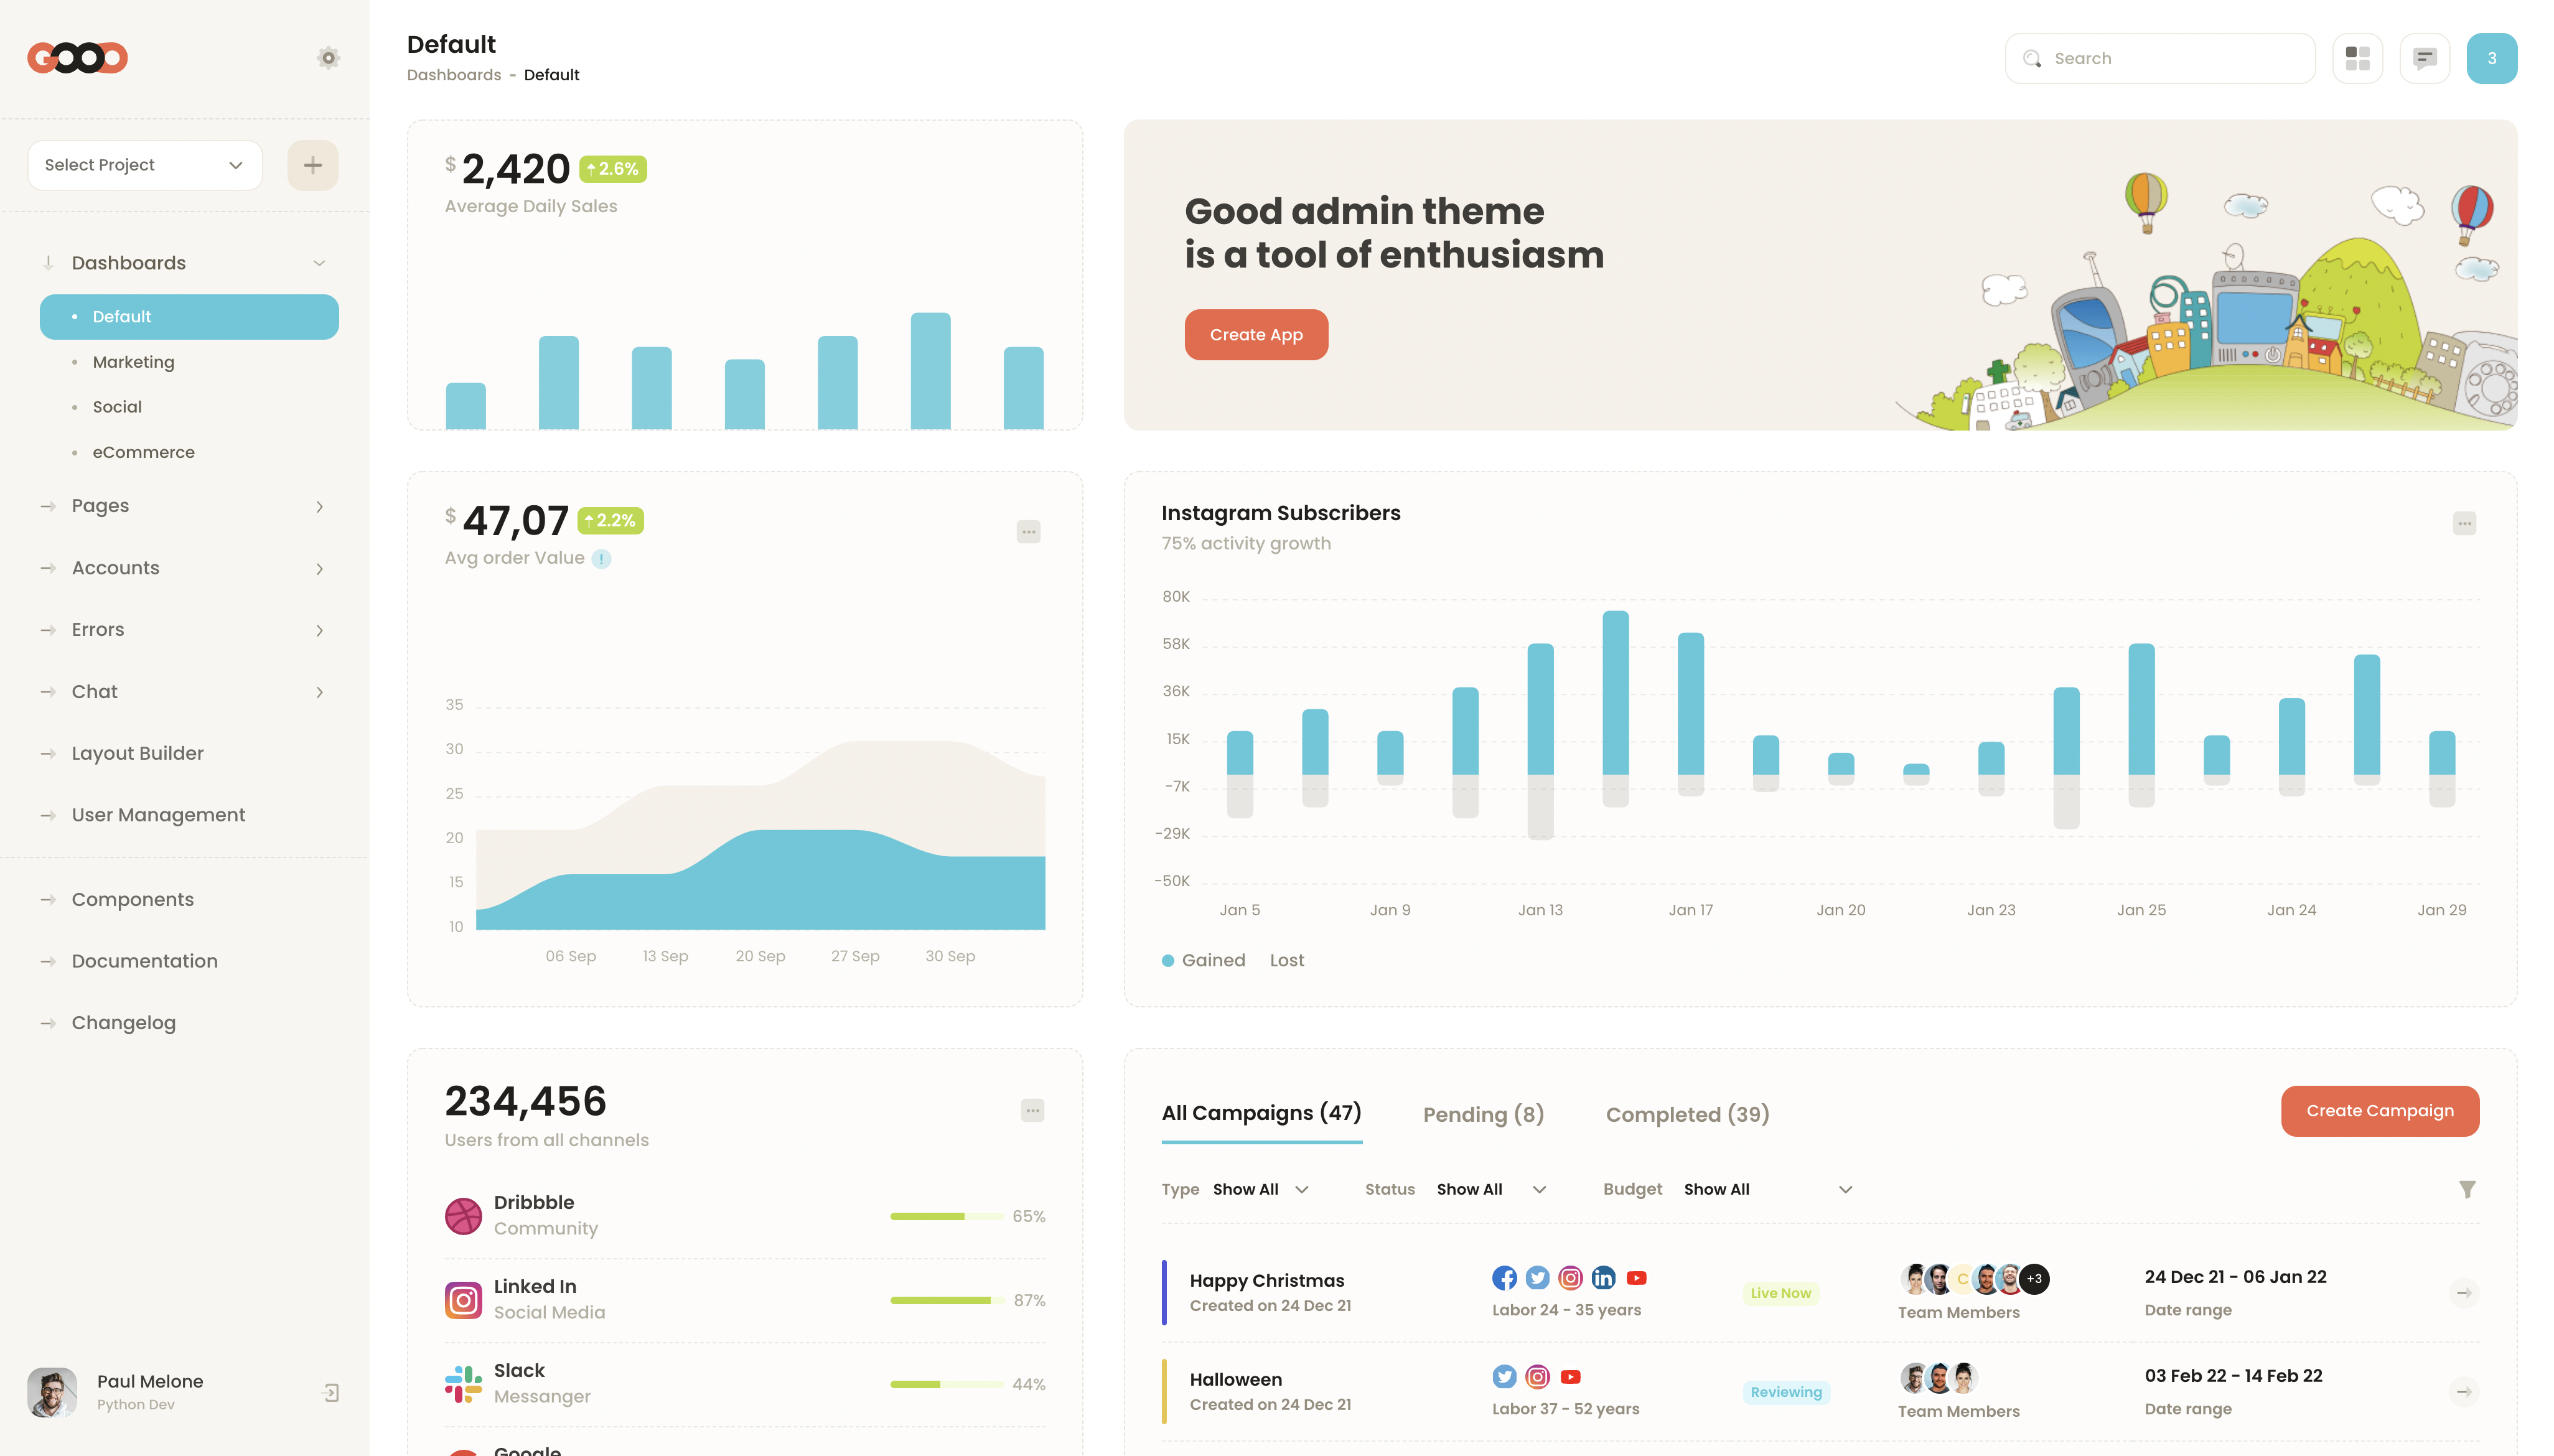 GOOD
Select Project
Dashboards
Default
Marketing
Social
eCommerce
Pages
Accounts
Errors
Chat
Layout Builder
User Management
Components
Documentation
Changelog
Paul Melone
Python Dev
Default
Dashboards - Default
Search
3
$ 2,420 2.6%
Average Daily Sales
Good admin theme
is a tool of enthusiasm
Create App
$ 47,07 2.2%
Avg order Value !
35
30
25
20
15
10
06 Sep 13 Sep 20 Sep 27 Sep 30 Sep
Instagram Subscribers
75% activity growth
80K
58K
36K
15K
-7K
-29K
-50K
Jan 5 Jan 9 Jan 13 Jan 17 Jan 20 Jan 23 Jan 25 Jan 24 Jan 29
Gained Lost
234,456
Users from all channels
Dribbble
Community
65%
Linked In
Social Media
87%
Slack
Messanger
44%
Google
All Campaigns (47) Pending (8) Completed (39)
Create Campaign
Type Show All Status Show All Budget Show All
Happy Christmas
Created on 24 Dec 21
Labor 24 - 35 years
Live Now
C +3
Team Members
24 Dec 21 - 06 Jan 22
Date range
Halloween
Created on 24 Dec 21
Labor 37 - 52 years
Reviewing
Team Members
03 Feb 22 - 14 Feb 22
Date range